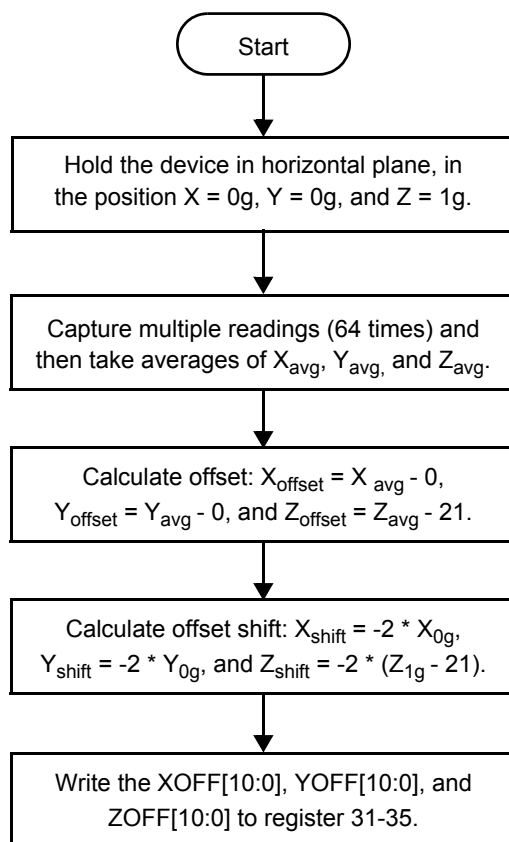 Start
Hold the device in horizontal plane, in
the position X = 0g, Y = 0g, and Z = 1g.
Capture multiple readings (64 times) and
then take averages of Xavg, Yavg, and Zavg.
Calculate offset: Xoffset = X avg - 0,
Yoffset = Yavg - 0, and Zoffset = Zavg - 21.
Calculate offset shift: Xshift = -2 * X0g,
Yshift = -2 * Y0g, and Zshift = -2 * (Z1g - 21).
Write the XOFF[10:0], YOFF[10:0], and
ZOFF[10:0] to register 31-35.